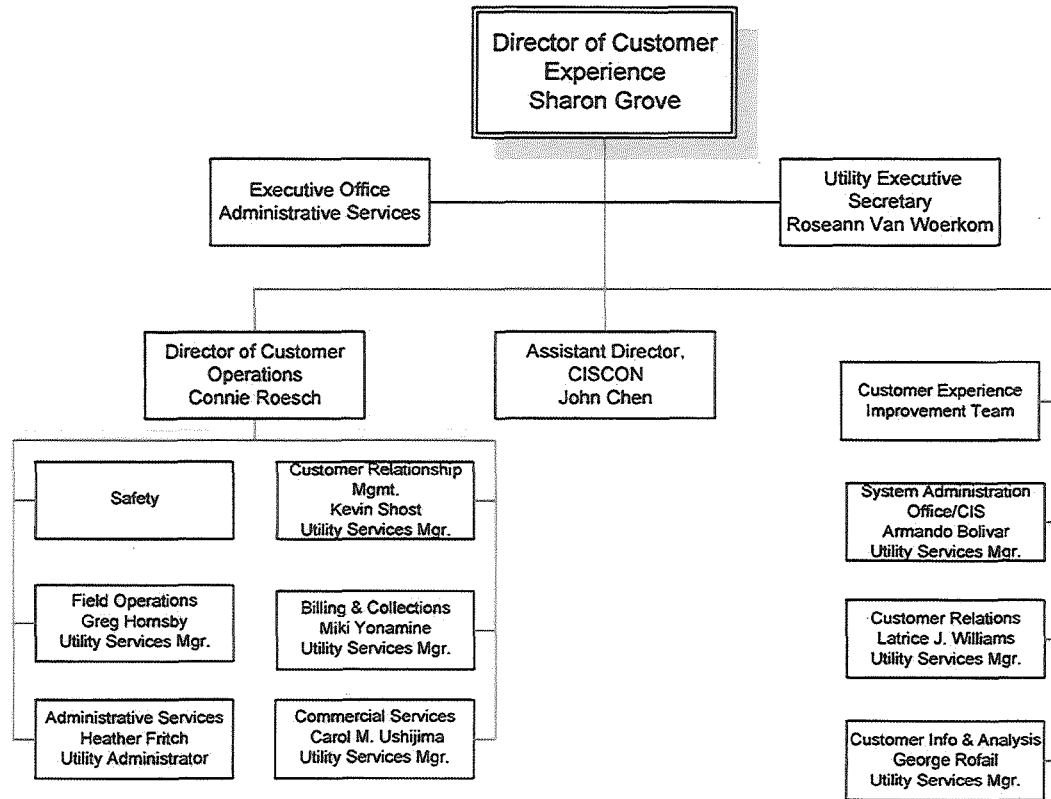 Director of Customer
Experience
Sharon Grove
Executive Office
Administrative Services
Utility Executive
Secretary
Roseann Van Woerkom
Director of Customer
Operations
Connie Roesch
Assistant Director,
CISCON
John Chen
Customer Experience
Improvement Team
Safety
Customer Relationship
Mgmt.
Kevin Shost
Utility Services Mgr.
System Administration
Office/CIS
Armando Bolivar
Utility Services Mgr.
Field Operations
Greg Hornsby
Utility Services Mgr.
Billing & Collections
Miki Yonamine
Utility Services Mgr.
Customer Relations
Latrice J. Williams
Utility Services Mgr.
Administrative Services
Heather Fritch
Utility Administrator
Commercial Services
Carol M. Ushijima
Utility Services Mgr.
Customer Info & Analysis
George Rofail
Utility Services Mgr.